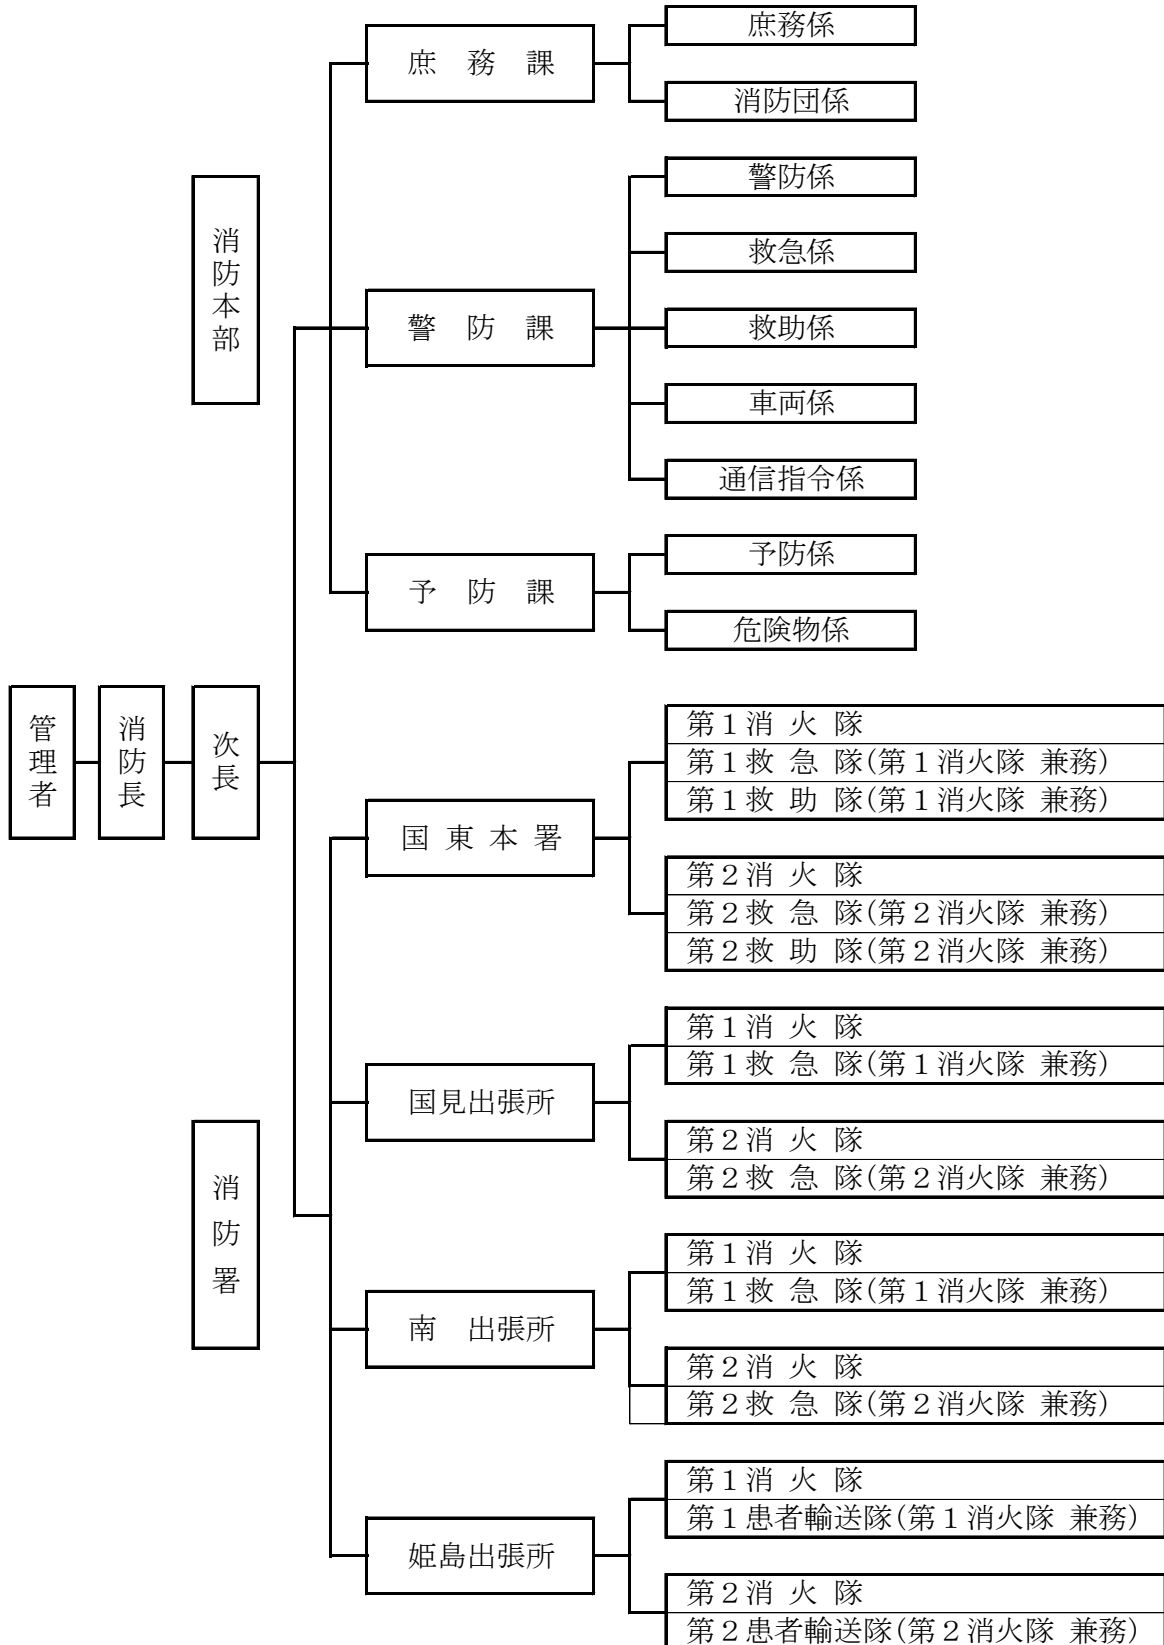 庶務課
庶務係
消防団係
消防本部
警防課
警防係
救急係
救助係
車両係
通信指令係
予防課
予防係
危険物係
管理者
消防長
次長
国東本署
第１消火隊
第１救急隊(第１消火隊 兼務)
第１救助隊(第１消火隊 兼務)
第２消火隊
第２救急隊(第２消火隊 兼務)
第２救助隊(第２消火隊 兼務)
消防署
国見出張所
第１消火隊
第１救急隊(第１消火隊 兼務)
第２消火隊
第２救急隊(第２消火隊 兼務)
南 出張所
第１消火隊
第１救急隊(第１消火隊 兼務)
第２消火隊
第２救急隊(第２消火隊 兼務)
姫島出張所
第１消火隊
第１患者輸送隊(第１消火隊 兼務)
第２消火隊
第２患者輸送隊(第２消火隊 兼務)